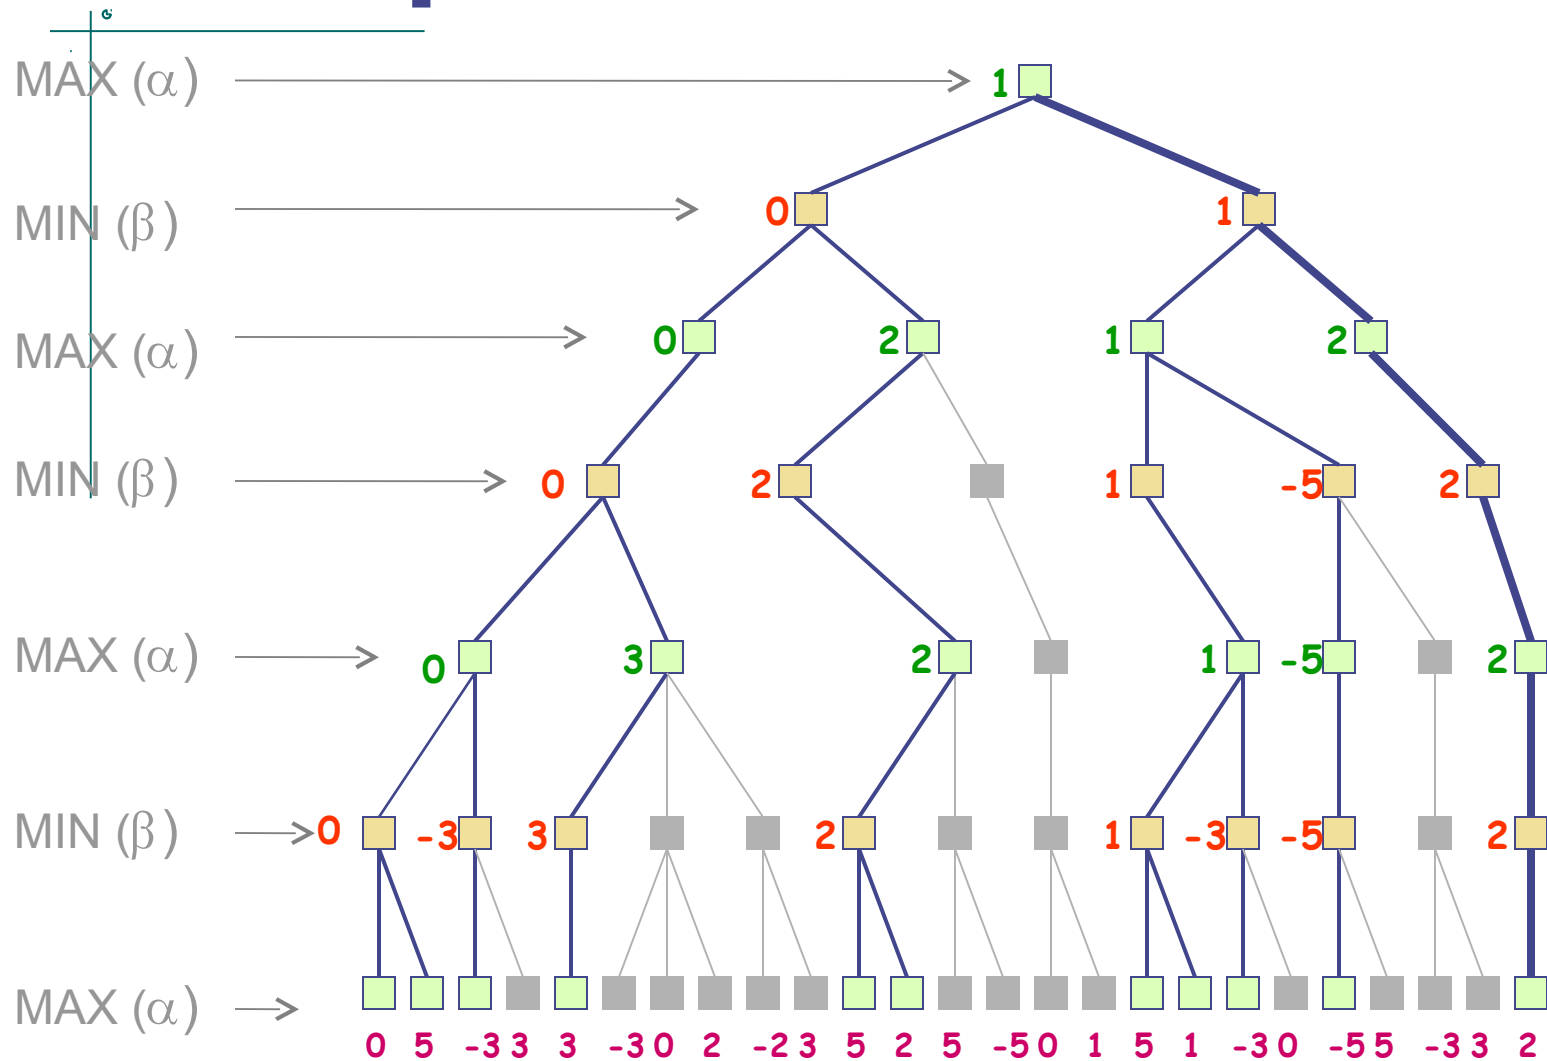 MAX (α) 1
MIN (β) 0 1
MAX (α) 0 2 1 2
MIN (β) 0 2 1 -5 2
MAX (α) 0 3 2 1 -5 2
MIN (β) 0 -3 3 2 1 -3 -5 2
MAX (α)
0 5 -3 3 3 -3 0 2 -2 3 5 2 5 -5 0 1 5 1 -3 0 -5 5 -3 3 2